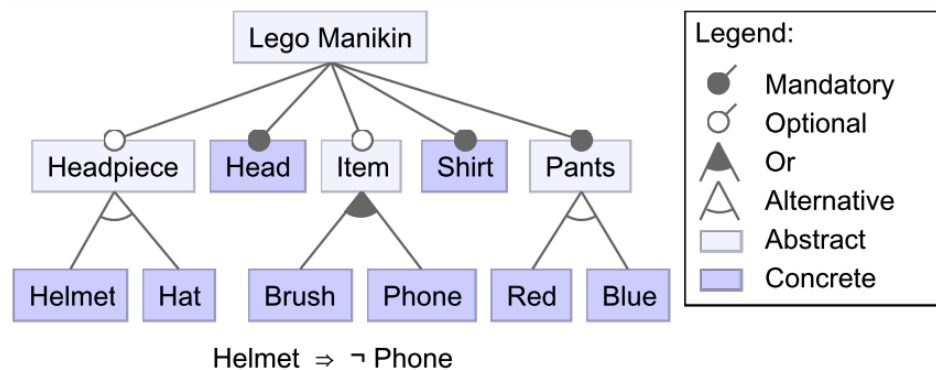 Lego Manikin
Headpiece Head Item Shirt Pants
Helmet Hat Brush Phone Red Blue
Helmet ⇒ ¬ Phone
Legend:
Mandatory
Optional
Or
Alternative
Abstract
Concrete